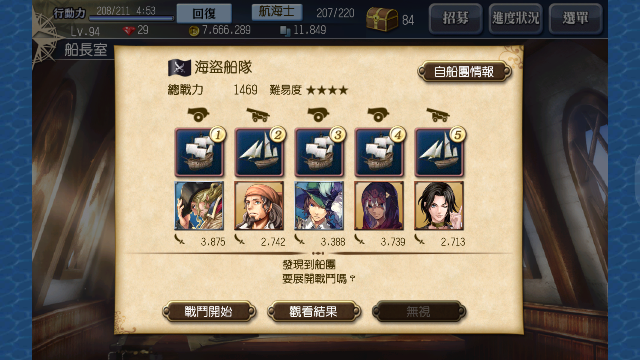 行動力 208/211 4:53 回復 航海士 207/220 84 招募 進度狀況 選單
Lv.94 29 7.666.289 11.849
船長室
海盜船隊
自船團情報
總戰力 1469 難易度 ★★★★
1 2 3 4 5
3.875 2.742 3.388 3.739 2.713
發現到船團
要展開戰鬥嗎？
戰鬥開始 觀看結果 無視